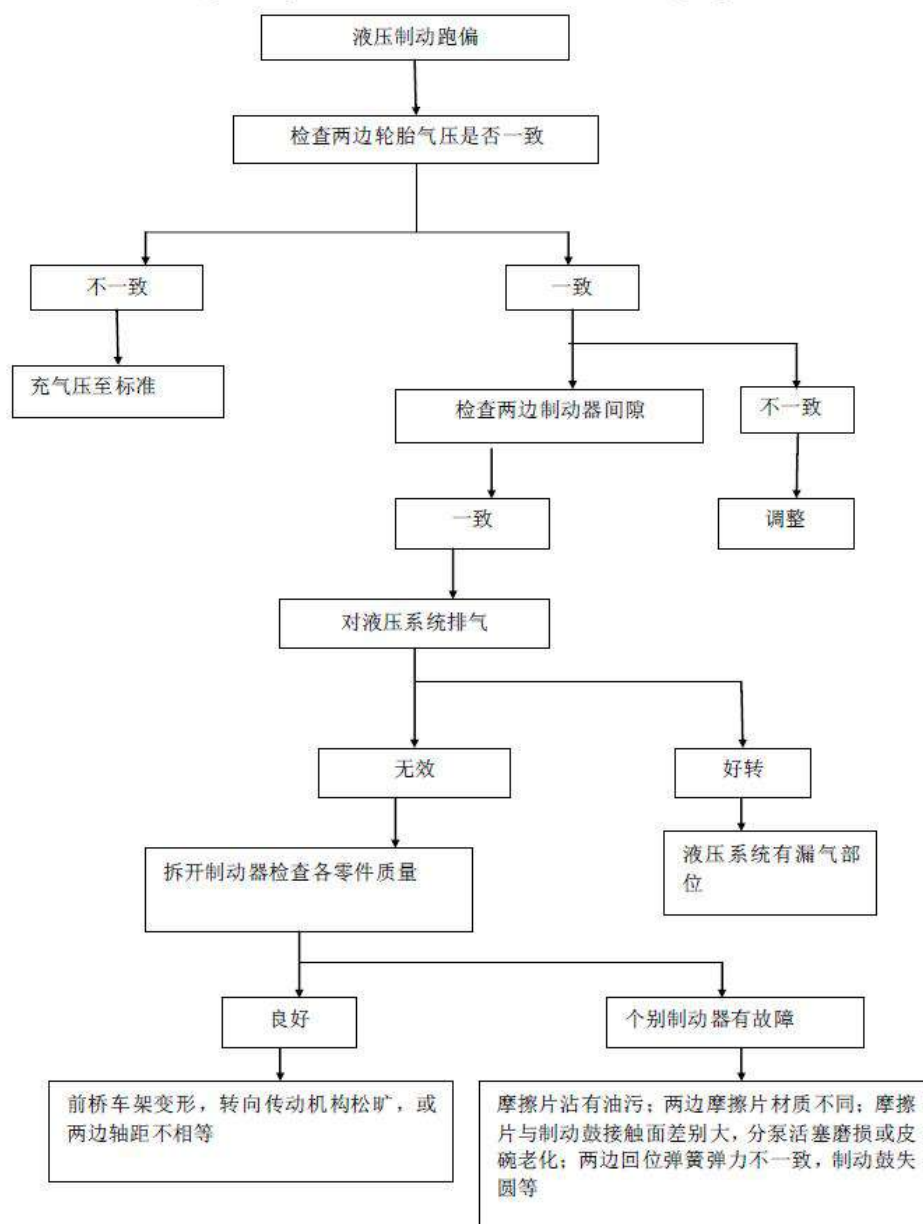 液压制动跑偏
检查两边轮胎气压是否一致
不一致
一致
充气压至标准
检查两边制动器间隙
不一致
一致
调整
对液压系统排气
无效
好转
拆开制动器检查各零件质量
液压系统有漏气部
位
良好
个别制动器有故障
前桥车架变形，转向传动机构松旷，或
两边轴距不相等
摩擦片沾有油污；两边摩擦片材质不同；摩擦
片与制动鼓接触面差别大，分泵活塞磨损或皮
碗老化；两边回位弹簧弹力不一致，制动鼓失
圆等